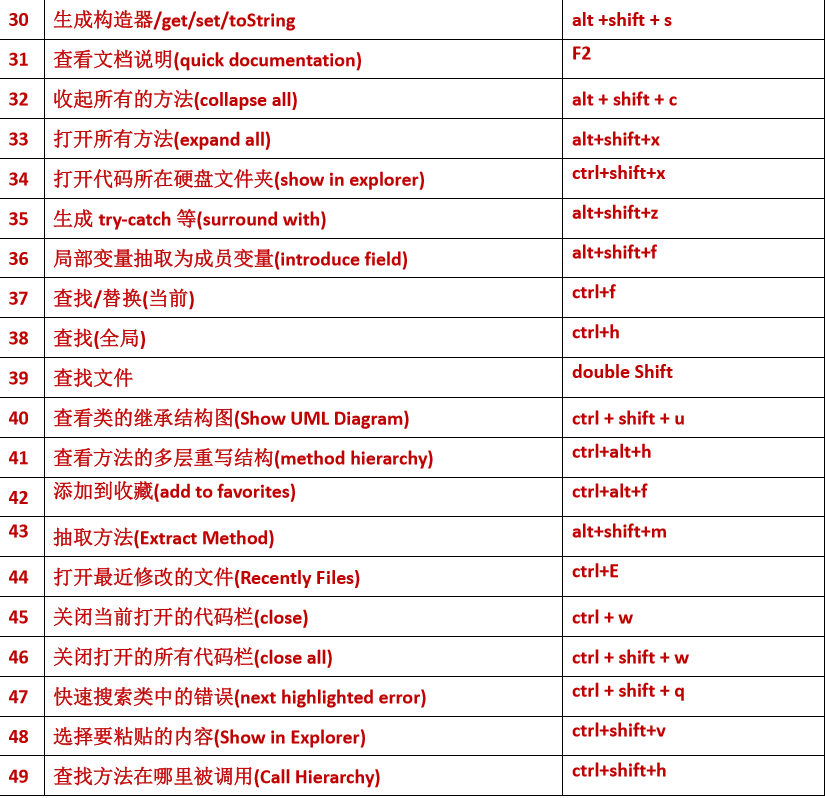 30 生成构造器/get/set/toString alt +shift + s
31 查看文档说明(quick documentation) F2
32 收起所有的方法(collapse all) alt + shift + c
33 打开所有方法(expand all) alt+shift+x
34 打开代码所在硬盘文件夹(show in explorer) ctrl+shift+x
35 生成 try-catch 等(surround with) alt+shift+z
36 局部变量抽取为成员变量(introduce field) alt+shift+f
37 查找/替换(当前) ctrl+f
38 查找(全局) ctrl+h
39 查找文件 double Shift
40 查看类的继承结构图(Show UML Diagram) ctrl + shift + u
41 查看方法的多层重写结构(method hierarchy) ctrl+alt+h
42 添加到收藏(add to favorites) ctrl+alt+f
43 抽取方法(Extract Method) alt+shift+m
44 打开最近修改的文件(Recently Files) ctrl+E
45 关闭当前打开的代码栏(close) ctrl + w
46 关闭打开的所有代码栏(close all) ctrl + shift + w
47 快速搜索类中的错误(next highlighted error) ctrl + shift + q
48 选择要粘贴的内容(Show in Explorer) ctrl+shift+v
49 查找方法在哪里被调用(Call Hierarchy) ctrl+shift+h